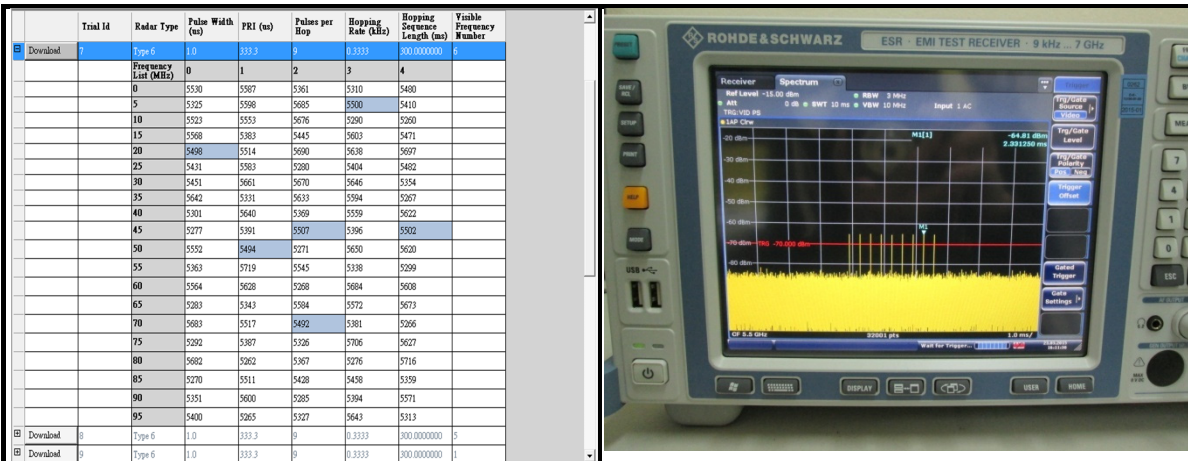 Trial Id Radar Type Pulse Width (us) PRI (us) Pulses per Hop Hopping Rate (kHz) Hopping Sequence Length (ms) Visible Frequency Number
Download 7 Type 6 1.0 333.3 9 0.3333 300.0000000 6
Frequency List (MHz) 0 1 2 3 4
0 5530 5587 5361 5310 5480
5 5325 5598 5685 5500 5410
10 5523 5553 5676 5290 5260
15 5568 5383 5445 5603 5471
20 5498 5514 5690 5638 5697
25 5431 5583 5280 5404 5482
30 5451 5661 5670 5646 5354
35 5642 5331 5633 5594 5267
40 5301 5640 5369 5559 5622
45 5277 5391 5507 5396 5502
50 5552 5494 5271 5650 5620
55 5363 5719 5545 5338 5299
60 5564 5628 5268 5684 5608
65 5283 5343 5584 5572 5673
70 5683 5517 5492 5381 5266
75 5292 5387 5326 5706 5627
80 5682 5262 5367 5276 5716
85 5270 5511 5428 5458 5359
90 5351 5600 5285 5394 5571
95 5400 5265 5327 5643 5313
Download 8 Type 6 1.0 333.3 9 0.3333 300.0000000 5
Download 9 Type 6 1.0 333.3 9 0.3333 300.0000000 1
ROHDE & SCHWARZ ESR · EMI TEST RECEIVER · 9 kHz ... 7 GHz
Receiver Spectrum
Ref Level -15.00 dBm RBW 3 MHz
Att 0 dB SWT 10 ms VBW 10 MHz Input 1 AC
TRG:VID PS
1AP Clrw
M1[1] -64.81 dBm
2.331250 ms
-20 dBm
-30 dBm
-40 dBm
-50 dBm
-60 dBm
M1
-70 dBm TRG -70.000 dBm
-80 dBm
CF 5.5 GHz 32001 pts 1.0 ms/
Wait for Trigger...
Trigger
Trg/Gate Source
Video
Trg/Gate Level
Trg/Gate Polarity
Pos Neg
Trigger Offset
Gated Trigger
Gate Settings
PRESET
SETUP
PRINT
HELP
MODE
USB
DISPLAY
USER
HOME
7
4
1
0
ESC